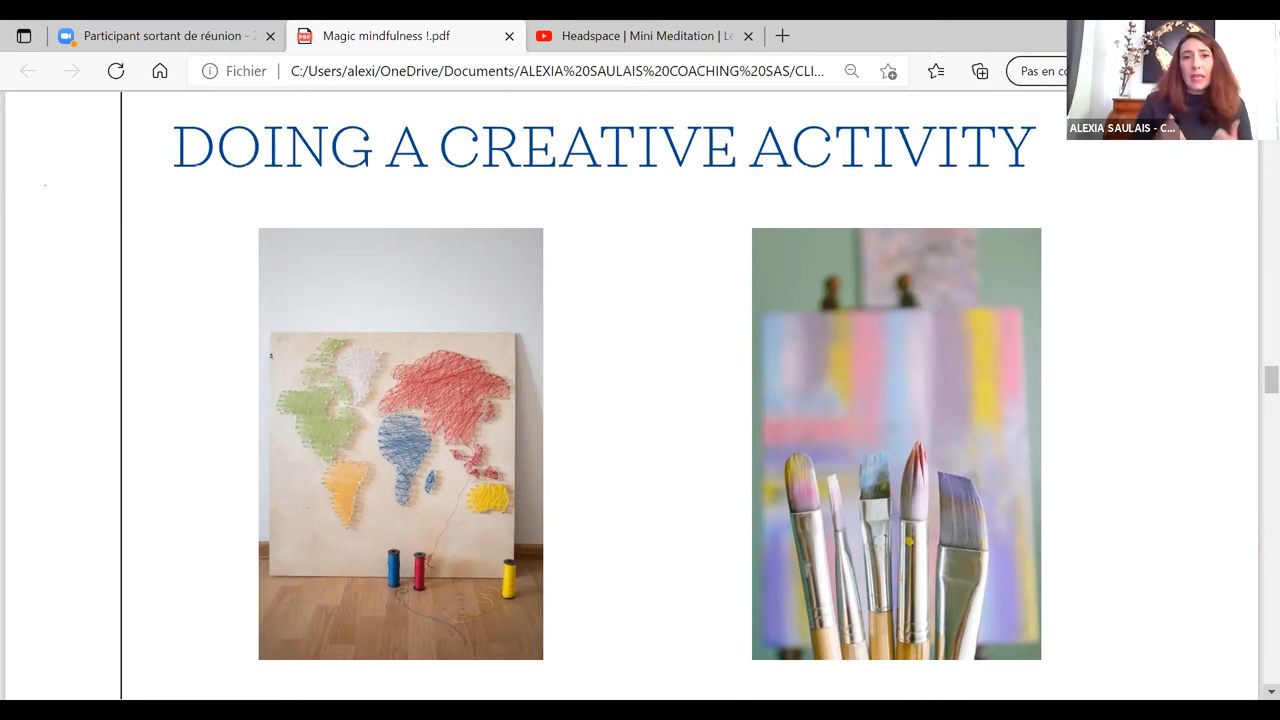 Participant sortant de réunion - Z
Magic mindfulness !.pdf
Headspace | Mini Meditation | Le
Fichier
C:/Users/alexi/OneDrive/Documents/ALEXIA%20SAULAIS%20COACHING%20SAS/CLI...
Pas en co
ALEXIA SAULAIS - C...
DOING A CREATIVE ACTIVITY